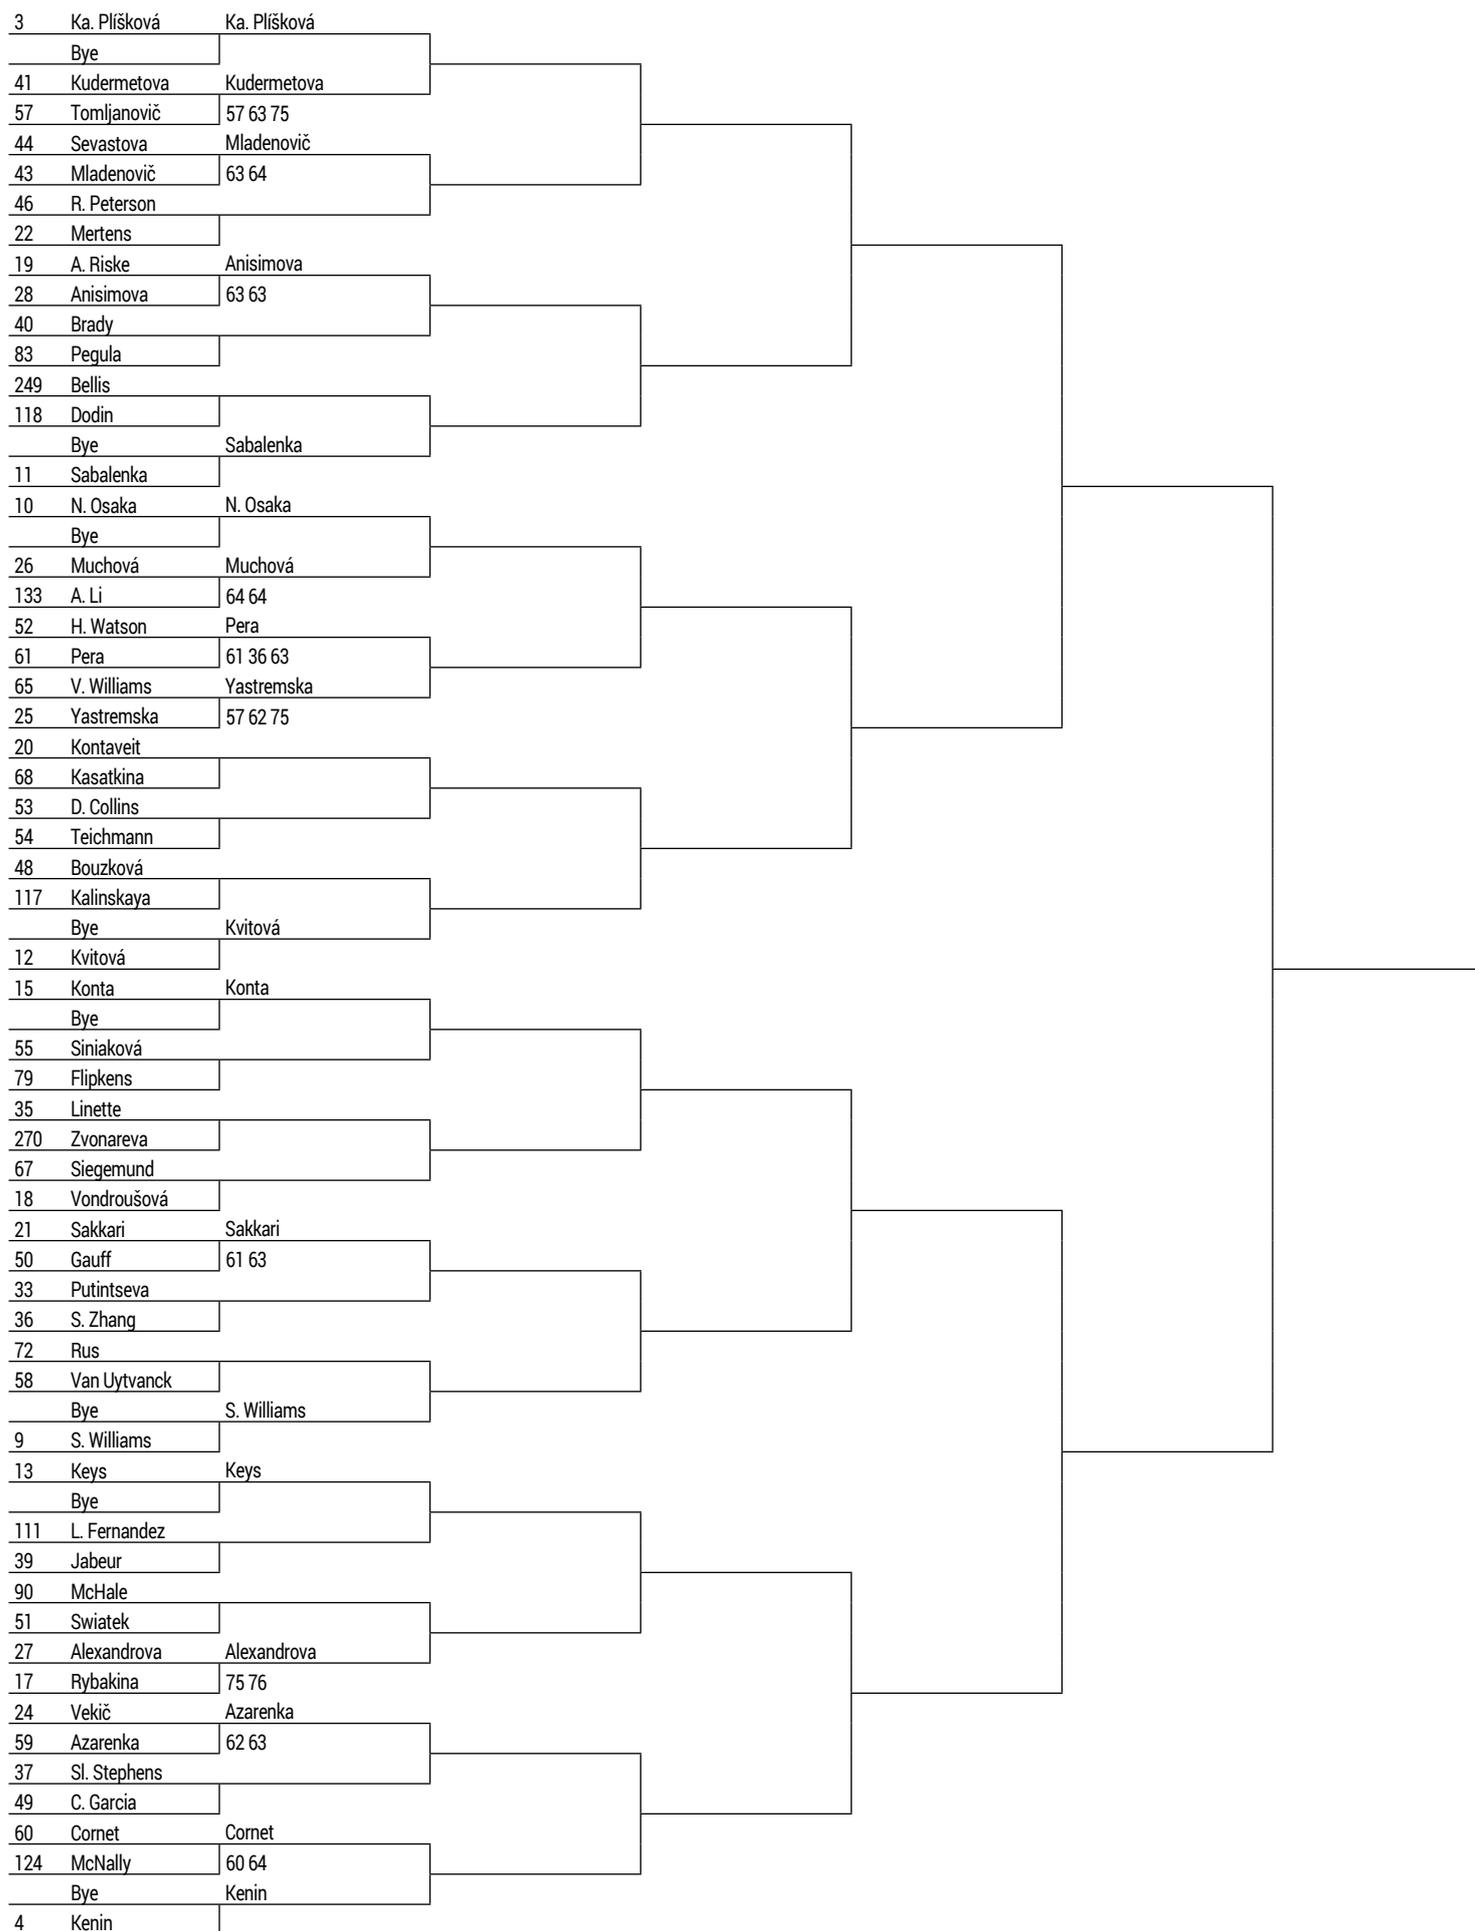 3 Ka. Plíšková Ka. Plíšková
Bye
41 Kudermetova Kudermetova
57 Tomljanovič 57 63 75
44 Sevastova Mladenovič
43 Mladenovič 63 64
46 R. Peterson
22 Mertens
19 A. Riske Anisimova
28 Anisimova 63 63
40 Brady
83 Pegula
249 Bellis
118 Dodin
Bye Sabalenka
11 Sabalenka
10 N. Osaka N. Osaka
Bye
26 Muchová Muchová
133 A. Li 64 64
52 H. Watson Pera
61 Pera 61 36 63
65 V. Williams Yastremska
25 Yastremska 57 62 75
20 Kontaveit
68 Kasatkina
53 D. Collins
54 Teichmann
48 Bouzková
117 Kalinskaya
Bye Kvitová
12 Kvitová
15 Konta Konta
Bye
55 Siniaková
79 Flipkens
35 Linette
270 Zvonareva
67 Siegemund
18 Vondroušová
21 Sakkari Sakkari
50 Gauff 61 63
33 Putintseva
36 S. Zhang
72 Rus
58 Van Uytvanck
Bye S. Williams
9 S. Williams
13 Keys Keys
Bye
111 L. Fernandez
39 Jabeur
90 McHale
51 Swiatek
27 Alexandrova Alexandrova
17 Rybakina 75 76
24 Vekič Azarenka
59 Azarenka 62 63
37 Sl. Stephens
49 C. Garcia
60 Cornet Cornet
124 McNally 60 64
Bye Kenin
4 Kenin